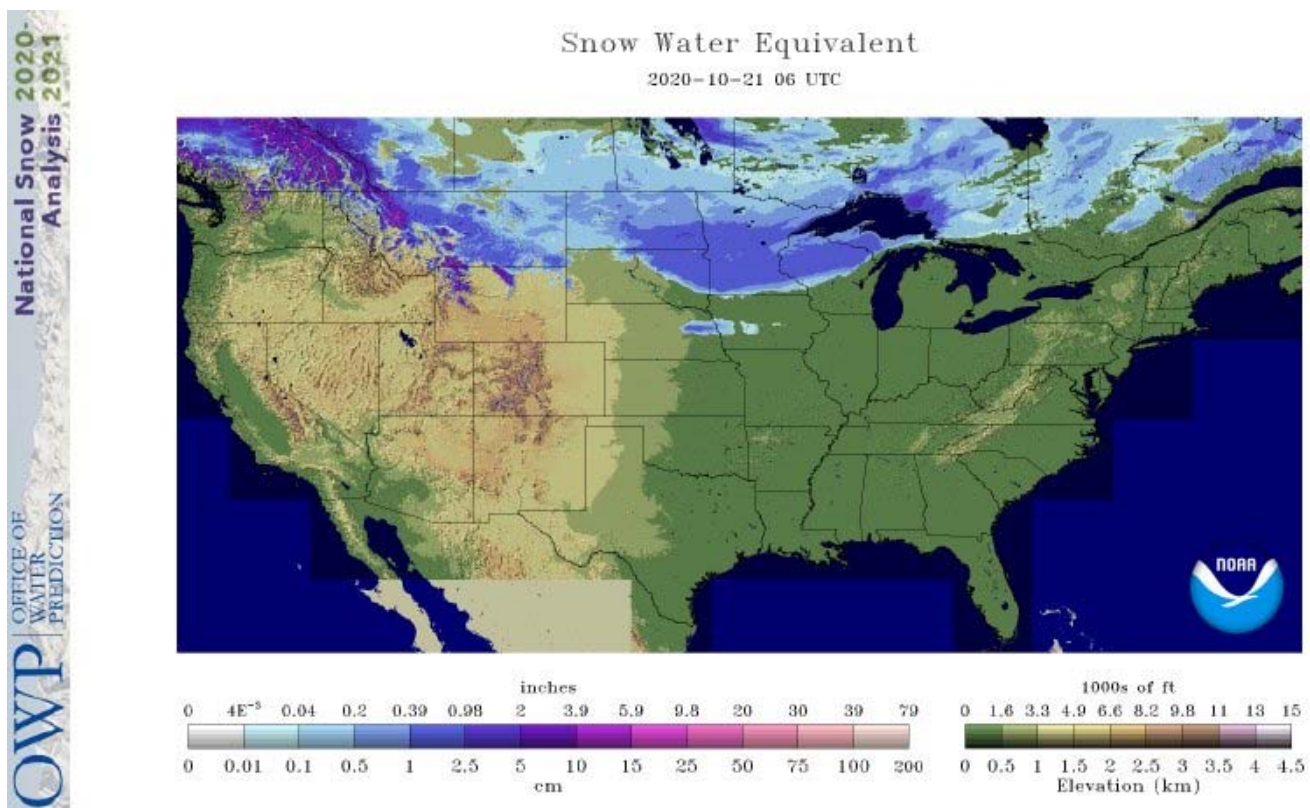 National Snow 2020-
Analysis 2021
OWP
OFFICE OF
WATER
PREDICTION
Snow Water Equivalent
2020-10-21 06 UTC
NOAA
inches
0 4E⁻³ 0.04 0.2 0.39 0.98 2 3.9 5.9 9.8 20 30 39 79
0 0.01 0.1 0.5 1 2.5 5 10 15 25 50 75 100 200
cm
1000s of ft
0 1.6 3.3 4.9 6.6 8.2 9.8 11 13 15
0 0.5 1 1.5 2 2.5 3 3.5 4 4.5
Elevation (km)